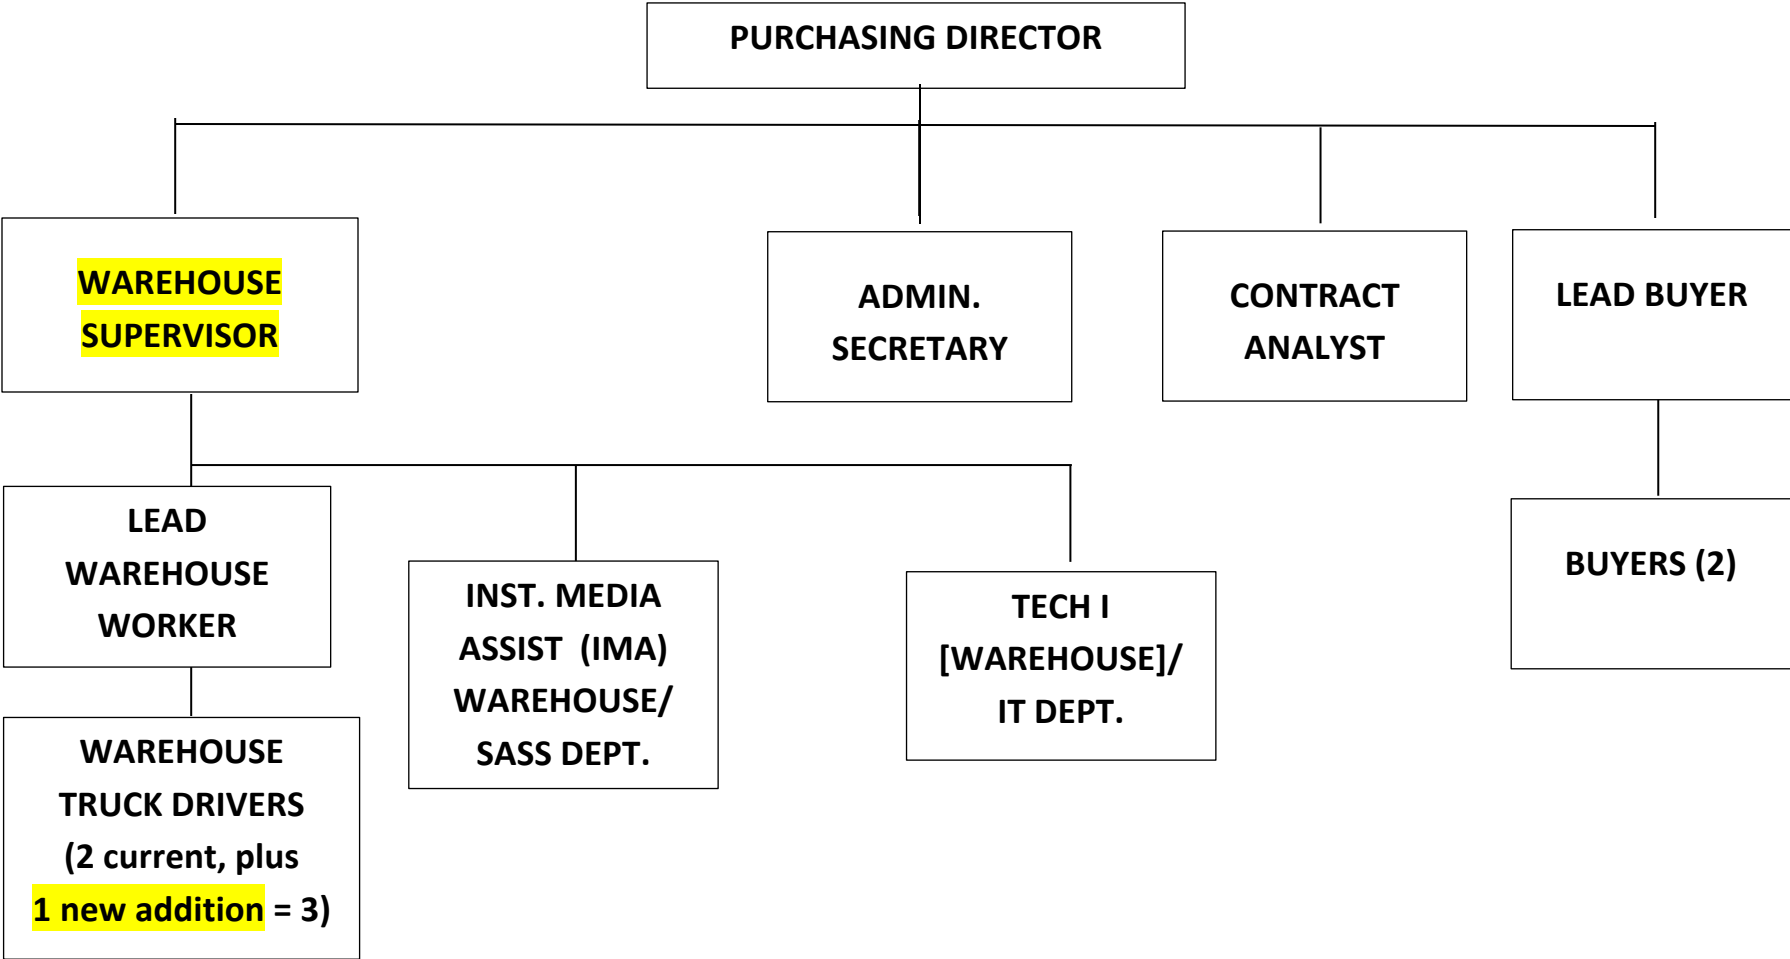 PURCHASING DIRECTOR
WAREHOUSE
SUPERVISOR
ADMIN.
SECRETARY
CONTRACT
ANALYST
LEAD BUYER
LEAD
WAREHOUSE
WORKER
INST. MEDIA
ASSIST (IMA)
WAREHOUSE/
SASS DEPT.
TECH I
[WAREHOUSE]/
IT DEPT.
BUYERS (2)
WAREHOUSE
TRUCK DRIVERS
(2 current, plus
1 new addition = 3)